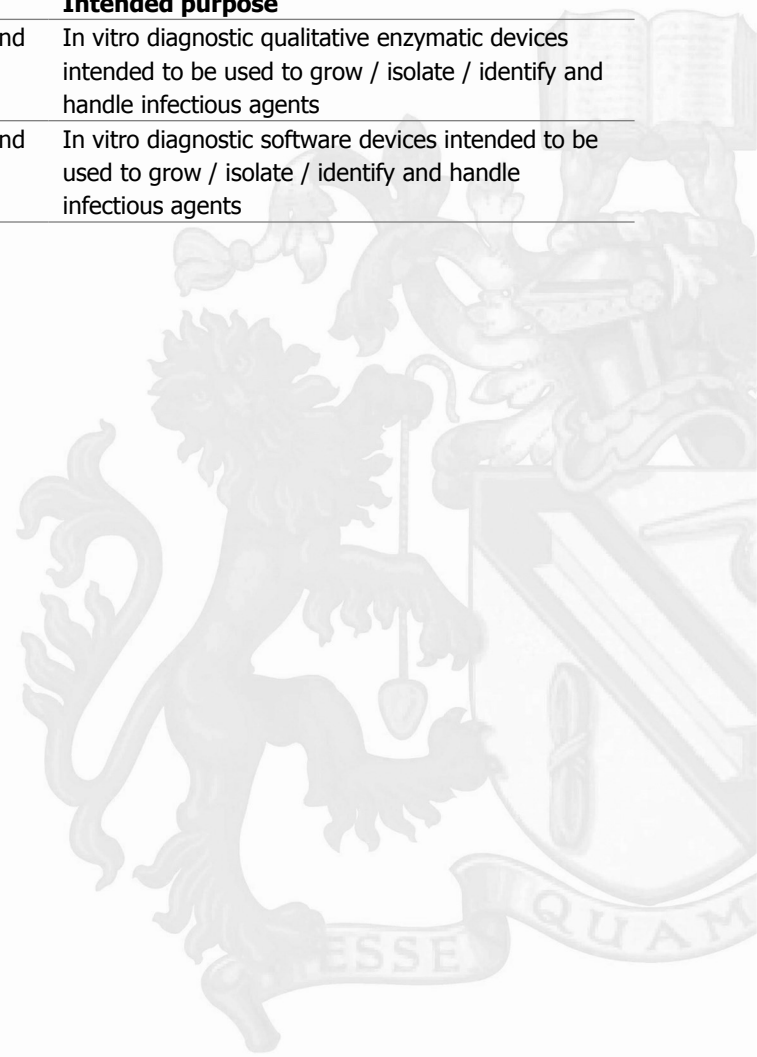 Intended purpose
nd In vitro diagnostic qualitative enzymatic devices
intended to be used to grow / isolate / identify and
handle infectious agents
nd In vitro diagnostic software devices intended to be
used to grow / isolate / identify and handle
infectious agents
ESSE QUAM